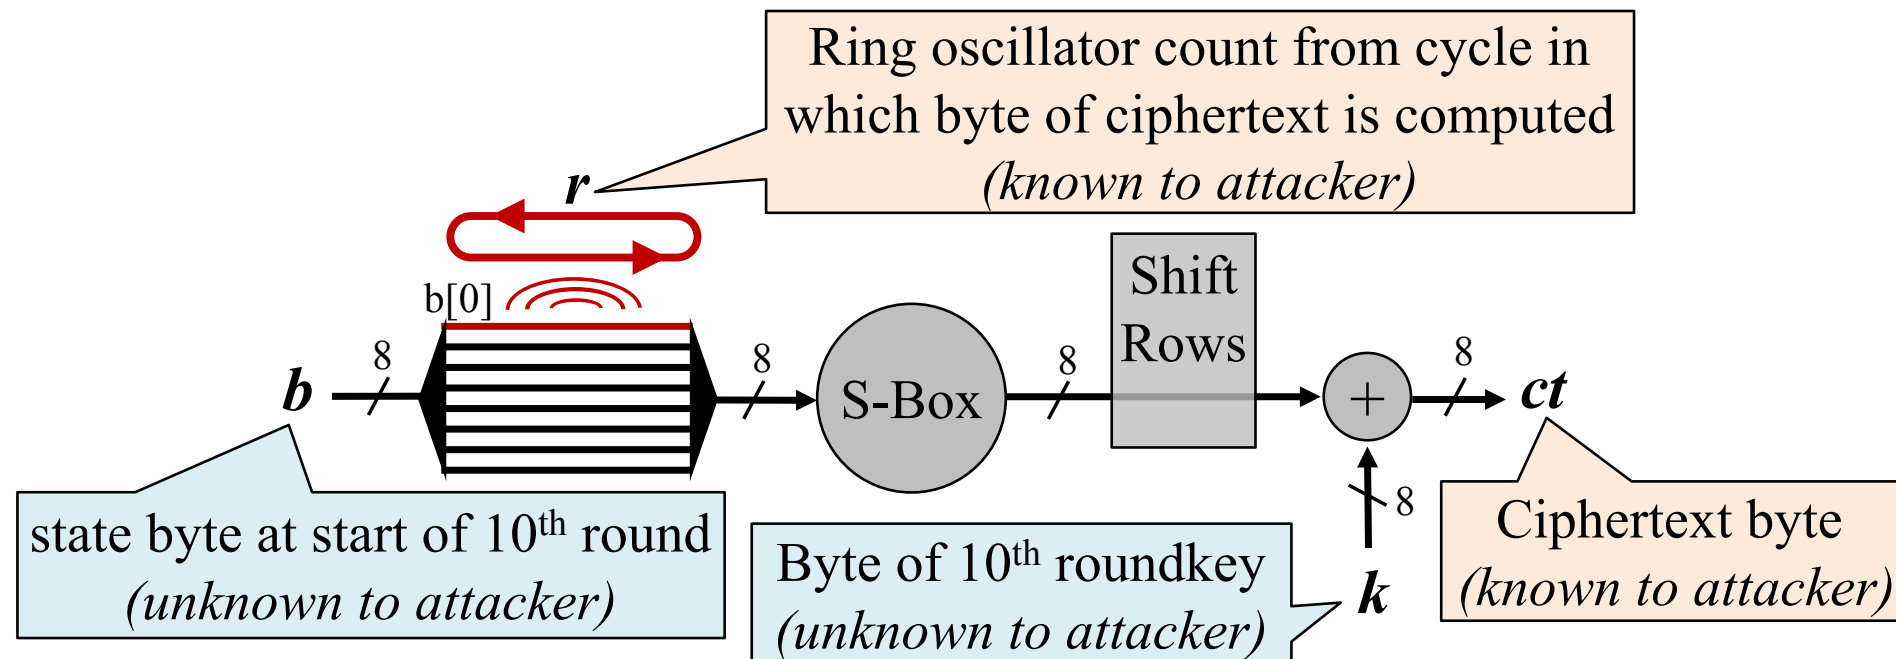 Ring oscillator count from cycle in
which byte of ciphertext is computed
(known to attacker)
r
b[0]
b
8
8
S-Box
8
Shift
Rows
+
8
ct
8
k
state byte at start of 10th round
(unknown to attacker)
Byte of 10th roundkey
(unknown to attacker)
Ciphertext byte
(known to attacker)